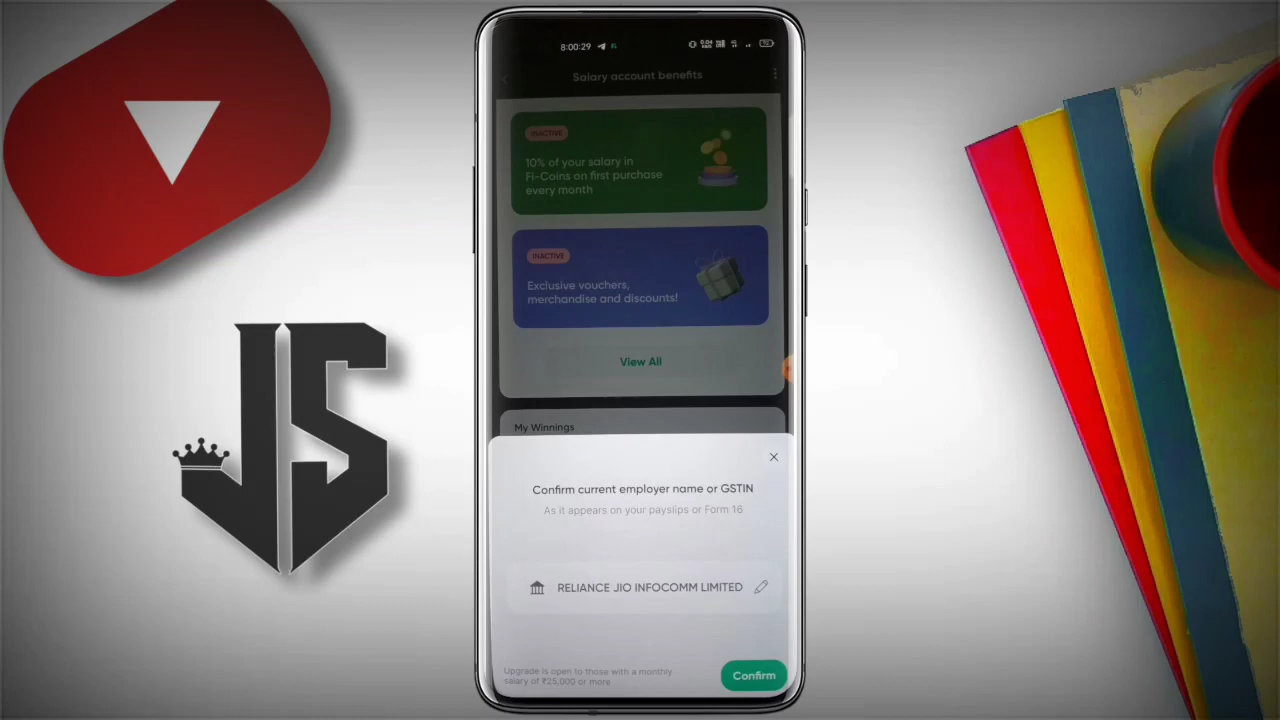 8:00:29
Salary account benefits
INACTIVE
10% of your salary in
Fi-Coins on first purchase
every month
INACTIVE
Exclusive vouchers,
merchandise and discounts!
View All
My Winnings
Confirm current employer name or GSTIN
As it appears on your payslips or Form 16
RELIANCE JIO INFOCOMM LIMITED
Upgrade is open to those with a monthly
salary of ₹25,000 or more
Confirm
JS